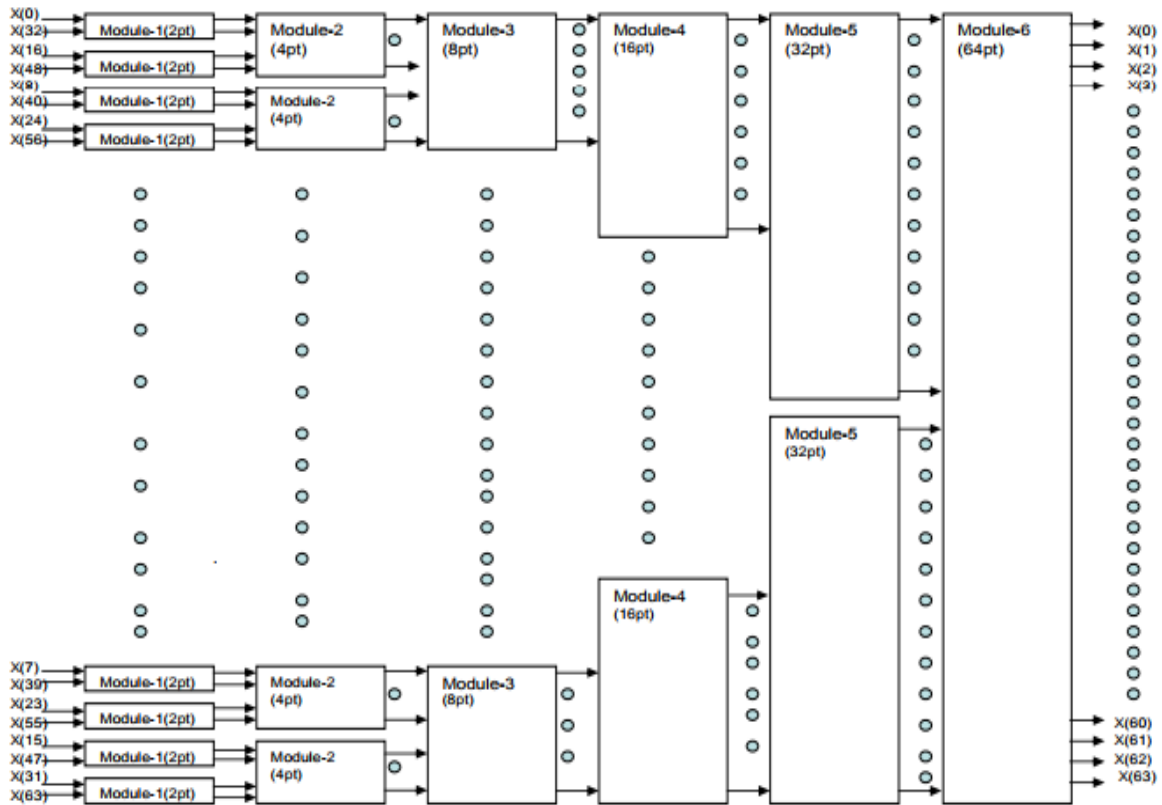 X(0)
X(32)
X(16)
X(48)
X(8)
X(40)
X(24)
X(56)
Module-1(2pt)
Module-1(2pt)
Module-1(2pt)
Module-1(2pt)
Module-2
(4pt)
Module-2
(4pt)
Module-3
(8pt)
Module-4
(16pt)
Module-5
(32pt)
Module-6
(64pt)
X(0)
X(1)
X(2)
X(3)
Module-5
(32pt)
Module-4
(16pt)
X(7)
X(39)
X(23)
X(55)
X(15)
X(47)
X(31)
X(63)
Module-1(2pt)
Module-1(2pt)
Module-1(2pt)
Module-1(2pt)
Module-2
(4pt)
Module-2
(4pt)
Module-3
(8pt)
X(60)
X(61)
X(62)
X(63)